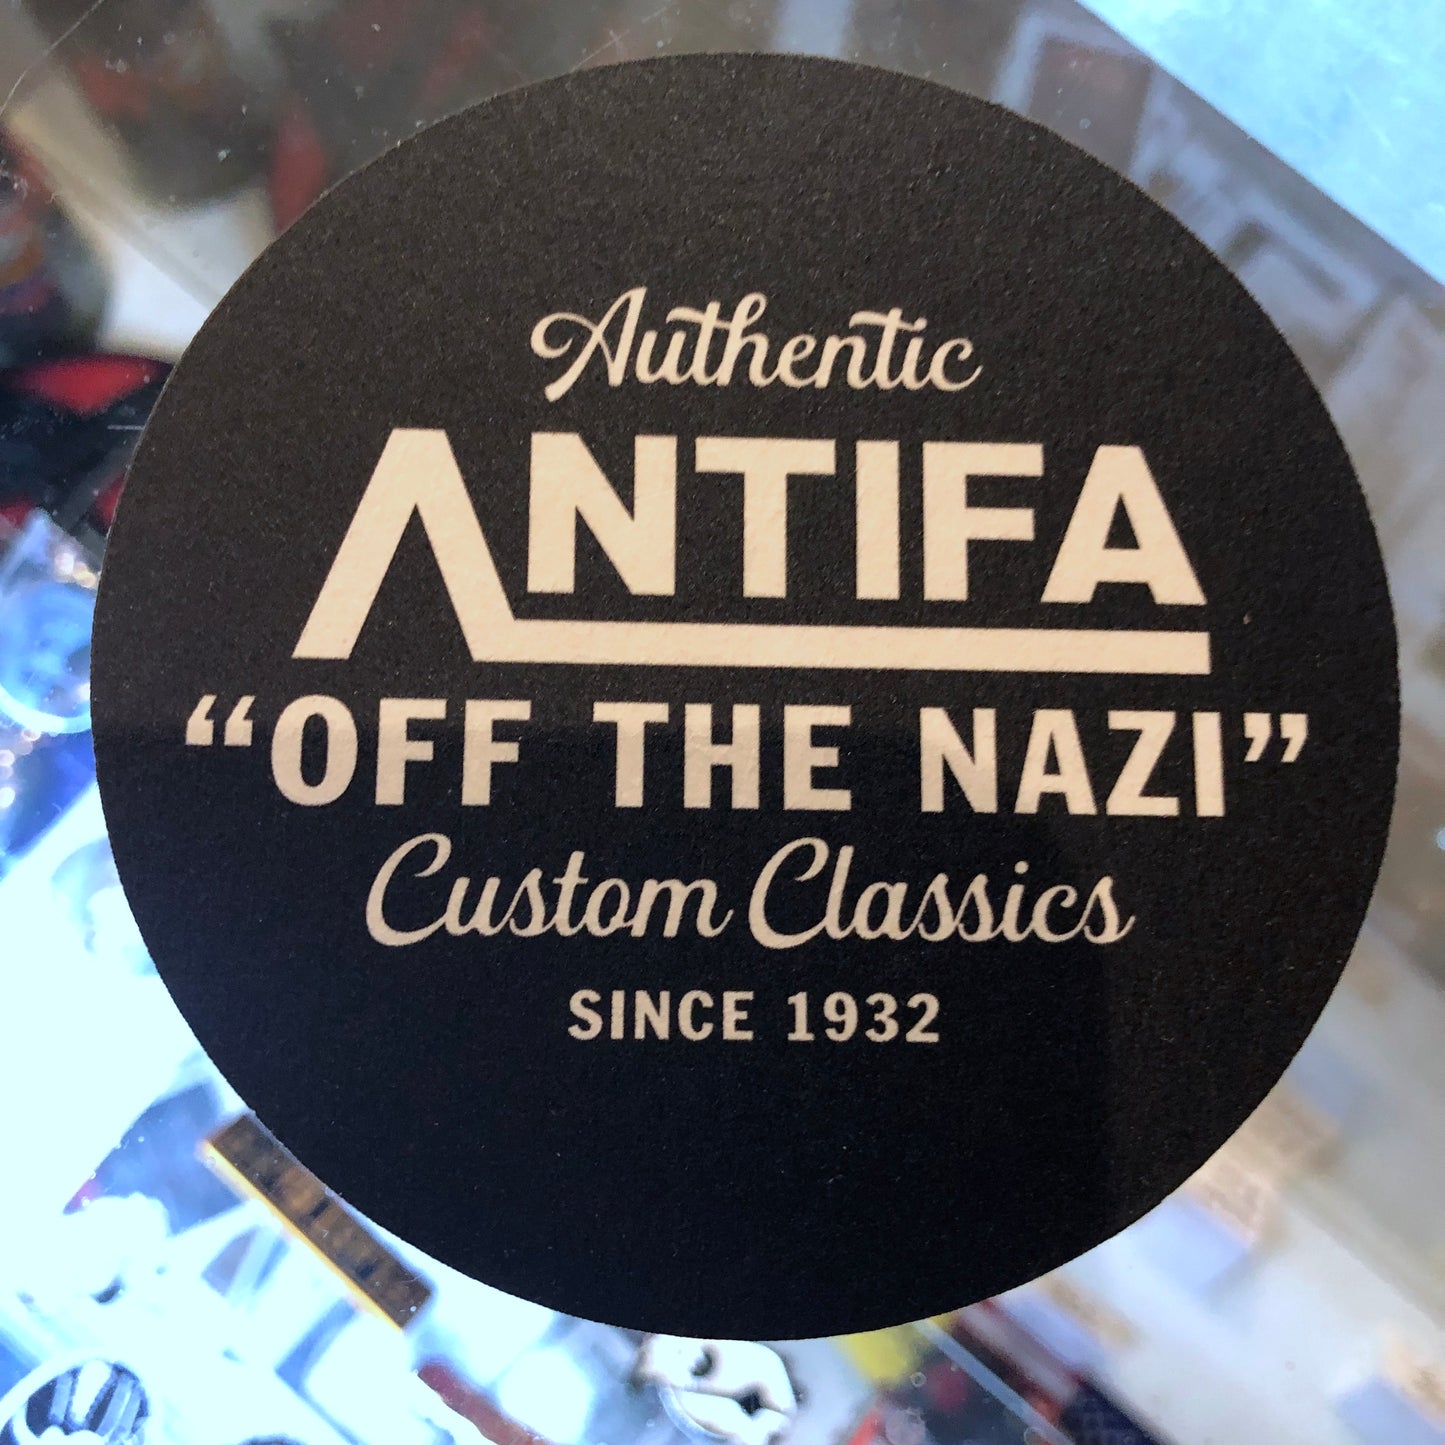 Authentic
ANTIFA
“OFF THE NAZI”
Custom Classics
SINCE 1932